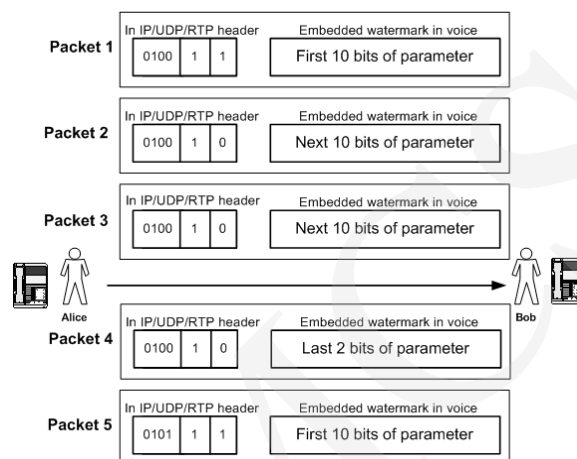 In IP/UDP/RTP header Embedded watermark in voice
Packet 1 0100 1 1 First 10 bits of parameter
In IP/UDP/RTP header Embedded watermark in voice
Packet 2 0100 1 0 Next 10 bits of parameter
In IP/UDP/RTP header Embedded watermark in voice
Packet 3 0100 1 0 Next 10 bits of parameter
Alice Bob
In IP/UDP/RTP header Embedded watermark in voice
Packet 4 0100 1 0 Last 2 bits of parameter
In IP/UDP/RTP header Embedded watermark in voice
Packet 5 0101 1 1 First 10 bits of parameter